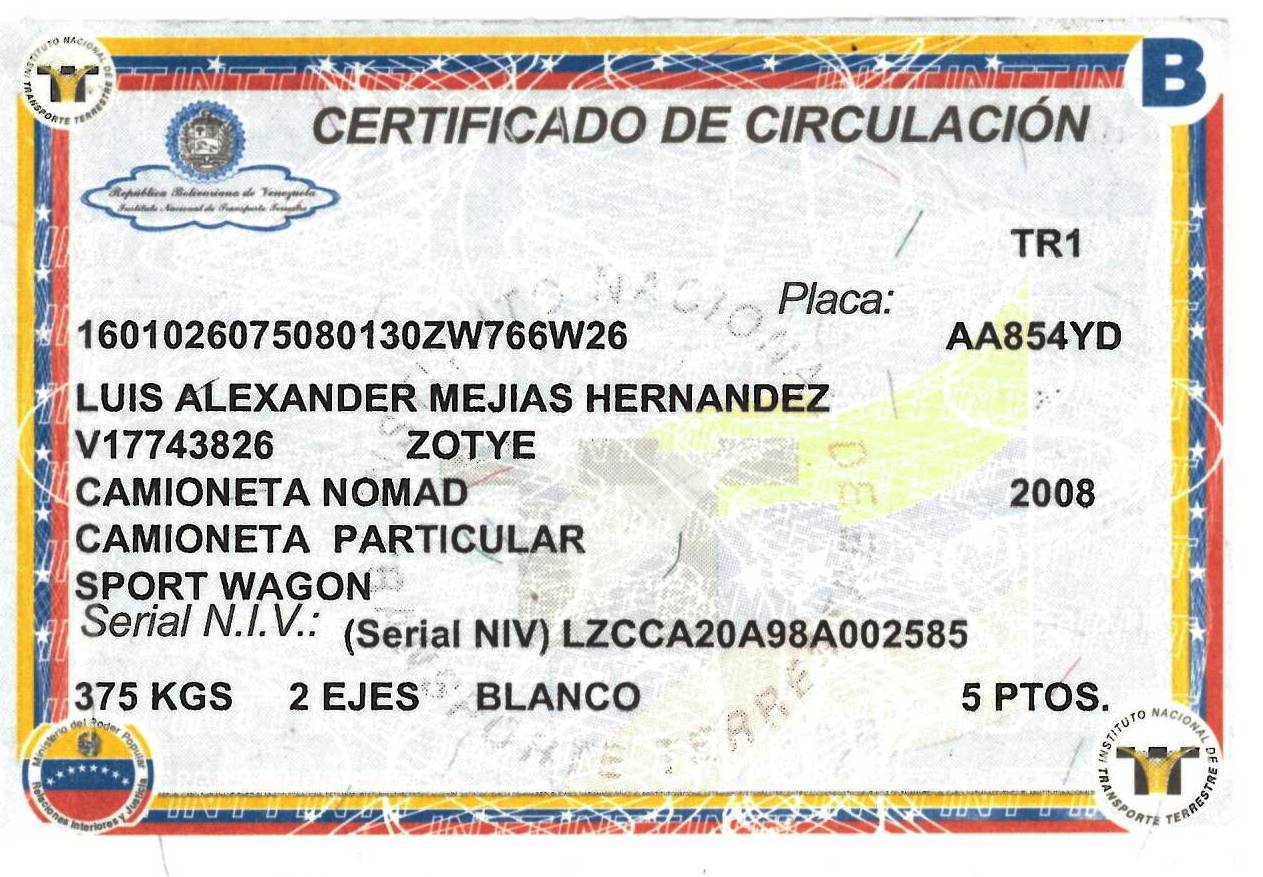 INSTITUTO NACIONAL DE TRANSPORTE TERRESTRE
B
CERTIFICADO DE CIRCULACIÓN
República Bolivariana de Venezuela
Instituto Nacional de Transporte Terrestre
TR1
Placa:
1601026075080130ZW766W26 AA854YD
LUIS ALEXANDER MEJIAS HERNANDEZ
V17743826 ZOTYE
CAMIONETA NOMAD 2008
CAMIONETA PARTICULAR
SPORT WAGON
Serial N.I.V.: (Serial NIV) LZCCA20A98A002585
375 KGS 2 EJES BLANCO 5 PTOS.
Ministerio del Poder Popular
Relaciones Interiores Y Justicia
INSTITUTO NACIONAL DE TRANSPORTE TERRESTRE